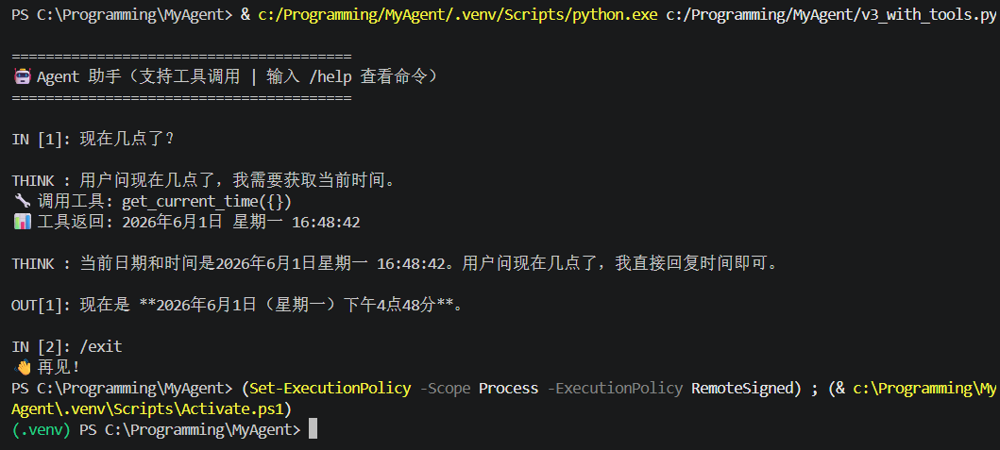 PS C:\Programming\MyAgent> & c:/Programming/MyAgent/.venv/Scripts/python.exe c:/Programming/MyAgent/v3_with_tools.py
========================================
🤖 Agent 助手（支持工具调用 | 输入 /help 查看命令）
========================================
IN [1]: 现在几点了？
THINK : 用户问现在几点了，我需要获取当前时间。
🔧 调用工具: get_current_time({})
📊 工具返回: 2026年6月1日 星期一 16:48:42
THINK : 当前日期和时间是2026年6月1日星期一 16:48:42。用户问现在几点了，我直接回复时间即可。
OUT[1]: 现在是 **2026年6月1日（星期一）下午4点48分**。
IN [2]: /exit
👋 再见！
PS C:\Programming\MyAgent> (Set-ExecutionPolicy -Scope Process -ExecutionPolicy RemoteSigned) ; (& c:\Programming\My
Agent\.venv\Scripts\Activate.ps1)
(.venv) PS C:\Programming\MyAgent>